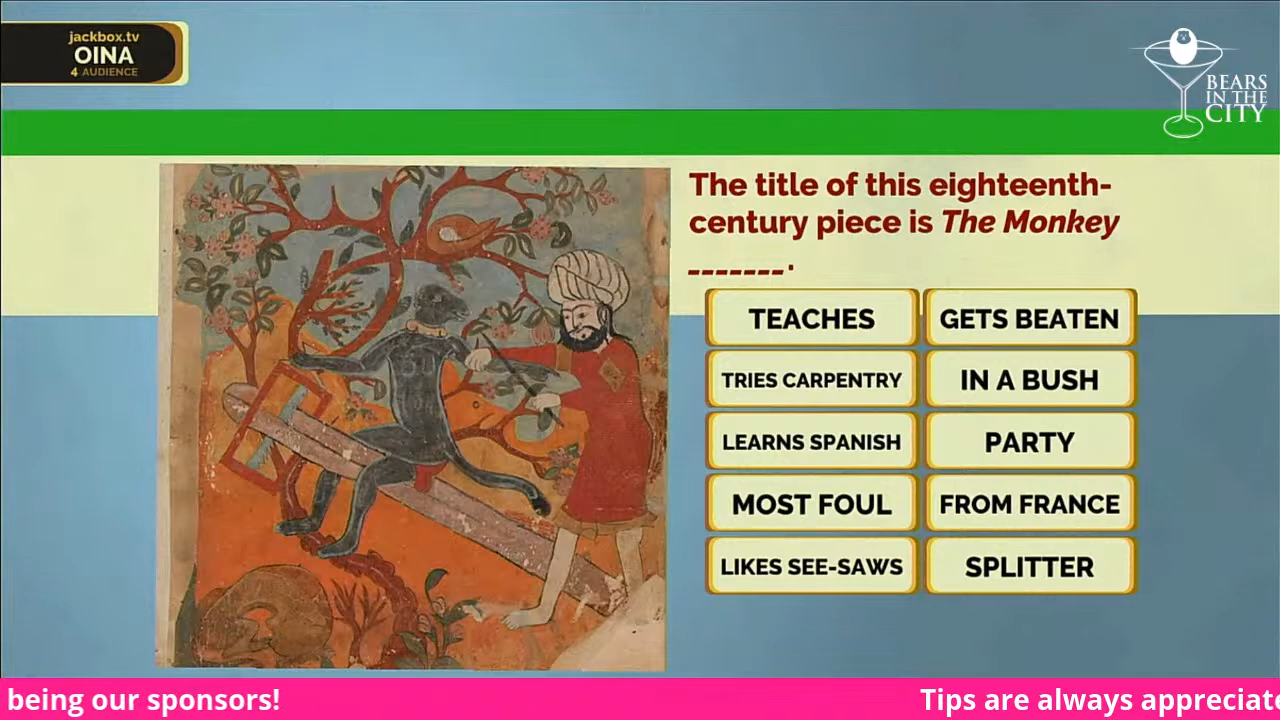 jackbox.tv
OINA
4 AUDIENCE
BEARS
IN THE
CITY
The title of this eighteenth-
century piece is The Monkey
_______.
TEACHES
GETS BEATEN
TRIES CARPENTRY
IN A BUSH
LEARNS SPANISH
PARTY
MOST FOUL
FROM FRANCE
LIKES SEE-SAWS
SPLITTER
being our sponsors!
Tips are always appreciate